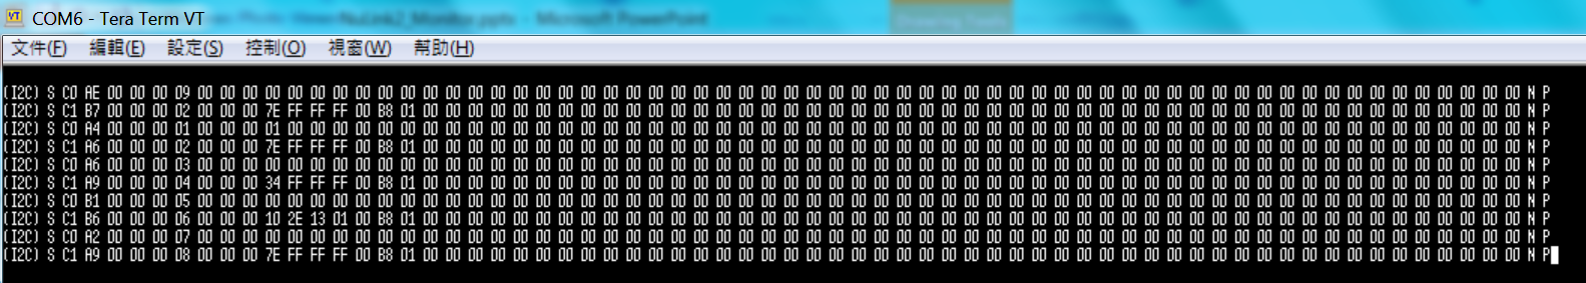 NuLink2_Monitor.pptx - Microsoft PowerPoint
COM6 - Tera Term VT
文件(F) 編輯(E) 設定(S) 控制(O) 視窗(W) 幫助(H)
(I2C) S C0 AE 00 00 00 09 00 00 00 00 00 00 00 00 00 00 00 00 00 00 00 00 00 00 00 00 00 00 00 00 00 00 00 00 00 00 00 00 00 00 00 00 00 00 00 00 00 00 00 00 00 00 00 00 00 00 00 00 00 00 00 00 00 00 00 N P
(I2C) S C1 B7 00 00 00 02 00 00 00 7E FF FF FF 00 B8 01 00 00 00 00 00 00 00 00 00 00 00 00 00 00 00 00 00 00 00 00 00 00 00 00 00 00 00 00 00 00 00 00 00 00 00 00 00 00 00 00 00 00 00 00 00 00 00 00 00 N P
(I2C) S C0 A4 00 00 00 01 00 00 00 01 00 00 00 00 00 00 00 00 00 00 00 00 00 00 00 00 00 00 00 00 00 00 00 00 00 00 00 00 00 00 00 00 00 00 00 00 00 00 00 00 00 00 00 00 00 00 00 00 00 00 00 00 00 00 00 N P
(I2C) S C1 A6 00 00 00 02 00 00 00 7E FF FF FF 00 B8 01 00 00 00 00 00 00 00 00 00 00 00 00 00 00 00 00 00 00 00 00 00 00 00 00 00 00 00 00 00 00 00 00 00 00 00 00 00 00 00 00 00 00 00 00 00 00 00 00 00 N P
(I2C) S C0 A6 00 00 00 03 00 00 00 00 00 00 00 00 00 00 00 00 00 00 00 00 00 00 00 00 00 00 00 00 00 00 00 00 00 00 00 00 00 00 00 00 00 00 00 00 00 00 00 00 00 00 00 00 00 00 00 00 00 00 00 00 00 00 00 N P
(I2C) S C1 A9 00 00 00 04 00 00 00 34 FF FF FF 00 B8 01 00 00 00 00 00 00 00 00 00 00 00 00 00 00 00 00 00 00 00 00 00 00 00 00 00 00 00 00 00 00 00 00 00 00 00 00 00 00 00 00 00 00 00 00 00 00 00 00 00 N P
(I2C) S C0 B1 00 00 00 05 00 00 00 00 00 00 00 00 00 00 00 00 00 00 00 00 00 00 00 00 00 00 00 00 00 00 00 00 00 00 00 00 00 00 00 00 00 00 00 00 00 00 00 00 00 00 00 00 00 00 00 00 00 00 00 00 00 00 00 N P
(I2C) S C1 B6 00 00 00 06 00 00 00 10 2E 13 01 00 B8 01 00 00 00 00 00 00 00 00 00 00 00 00 00 00 00 00 00 00 00 00 00 00 00 00 00 00 00 00 00 00 00 00 00 00 00 00 00 00 00 00 00 00 00 00 00 00 00 00 00 N P
(I2C) S C0 A2 00 00 00 07 00 00 00 00 00 00 00 00 00 00 00 00 00 00 00 00 00 00 00 00 00 00 00 00 00 00 00 00 00 00 00 00 00 00 00 00 00 00 00 00 00 00 00 00 00 00 00 00 00 00 00 00 00 00 00 00 00 00 00 N P
(I2C) S C1 A9 00 00 00 08 00 00 00 7E FF FF FF 00 B8 01 00 00 00 00 00 00 00 00 00 00 00 00 00 00 00 00 00 00 00 00 00 00 00 00 00 00 00 00 00 00 00 00 00 00 00 00 00 00 00 00 00 00 00 00 00 00 00 00 00 N P